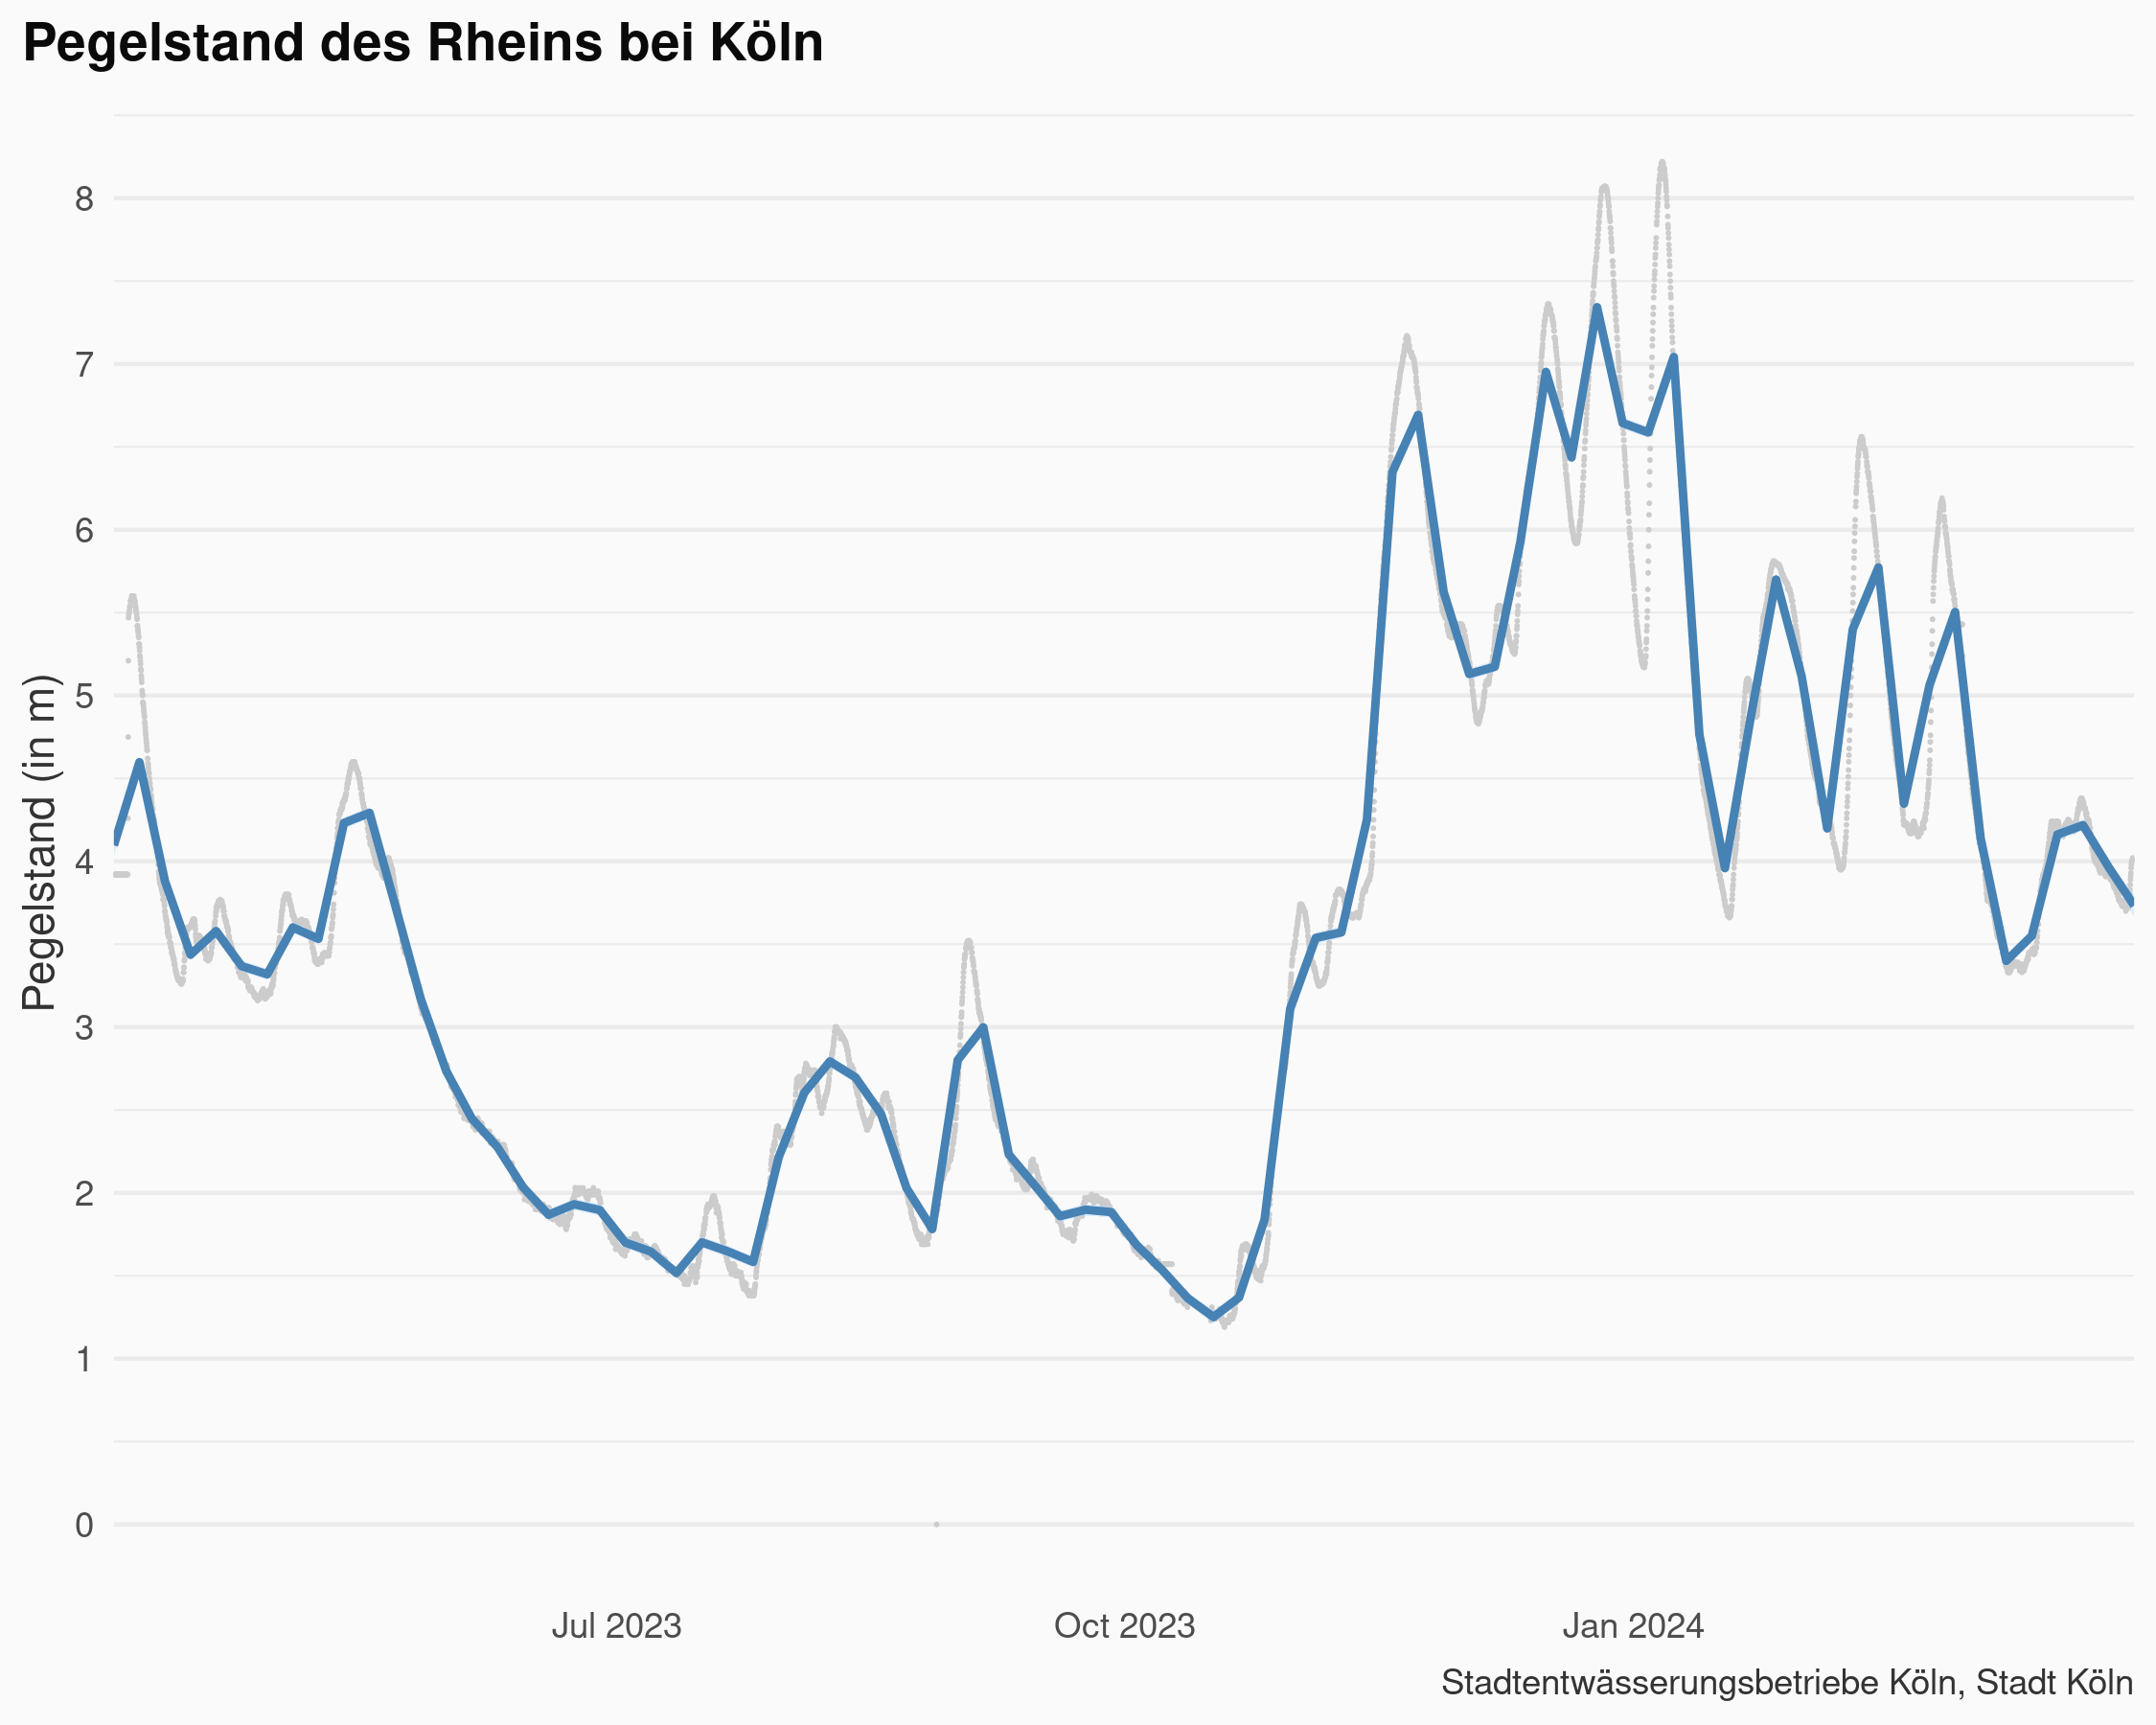 Pegelstand des Rheins bei Köln
Pegelstand (in m)
8
7
6
5
4
3
2
1
0
Jul 2023
Oct 2023
Jan 2024
Stadtentwässerungsbetriebe Köln, Stadt Köln